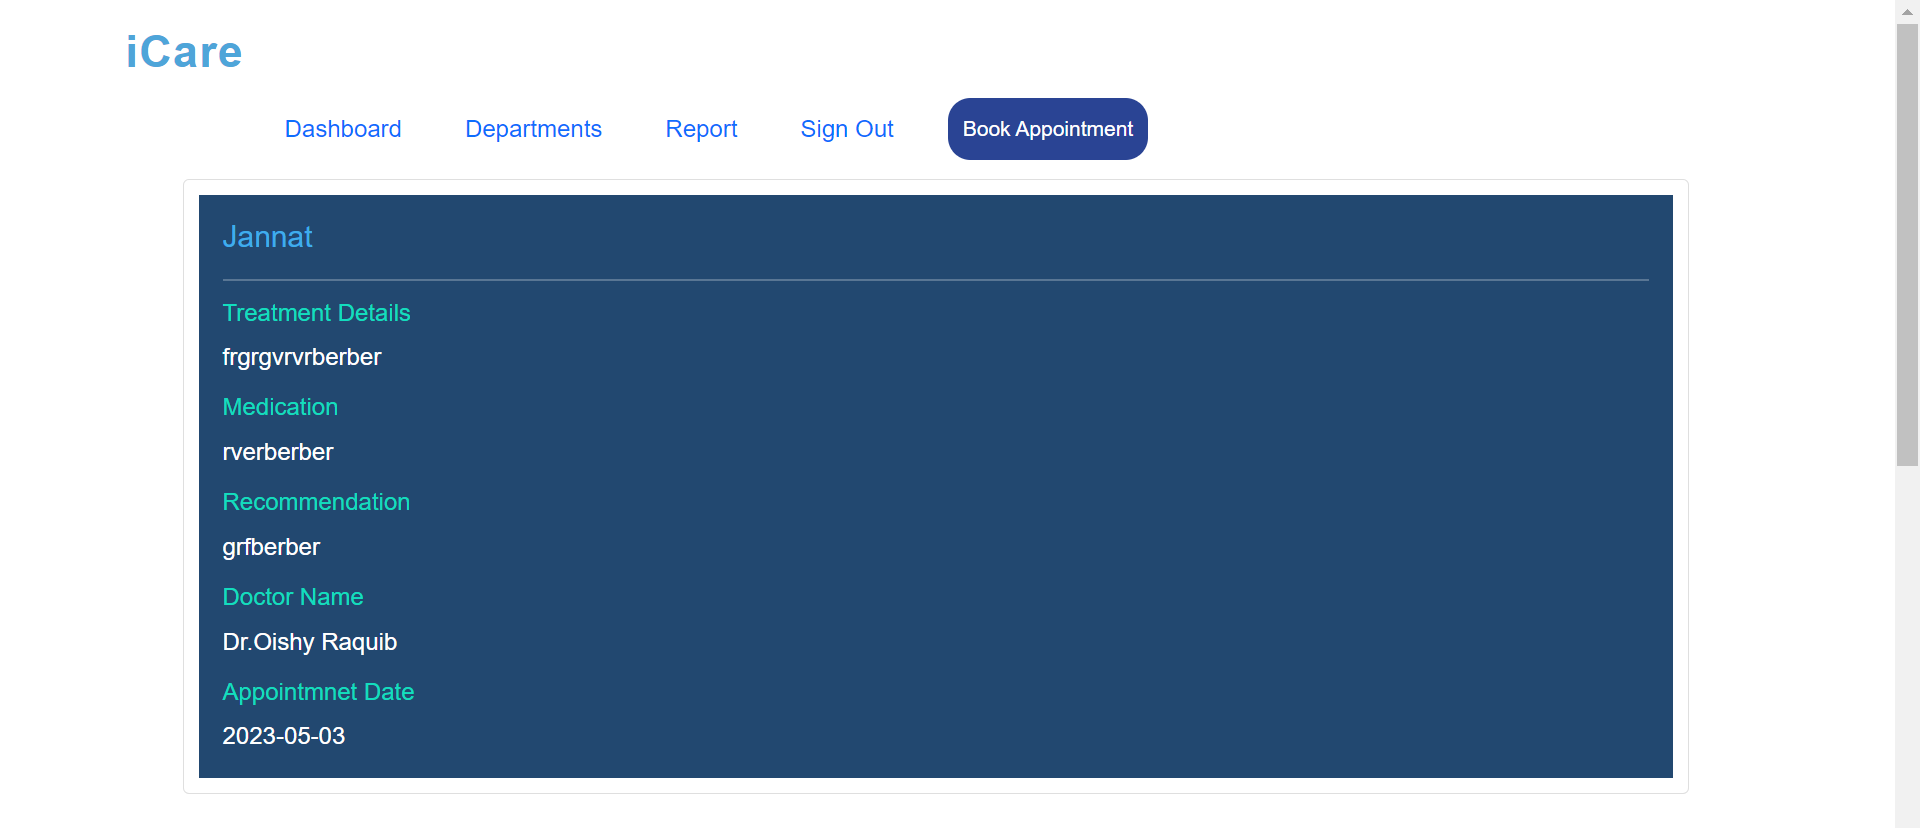 iCare
Dashboard Departments Report Sign Out Book Appointment
Jannat
Treatment Details
frgrgvrvrberber
Medication
rverberber
Recommendation
grfberber
Doctor Name
Dr.Oishy Raquib
Appointmnet Date
2023-05-03